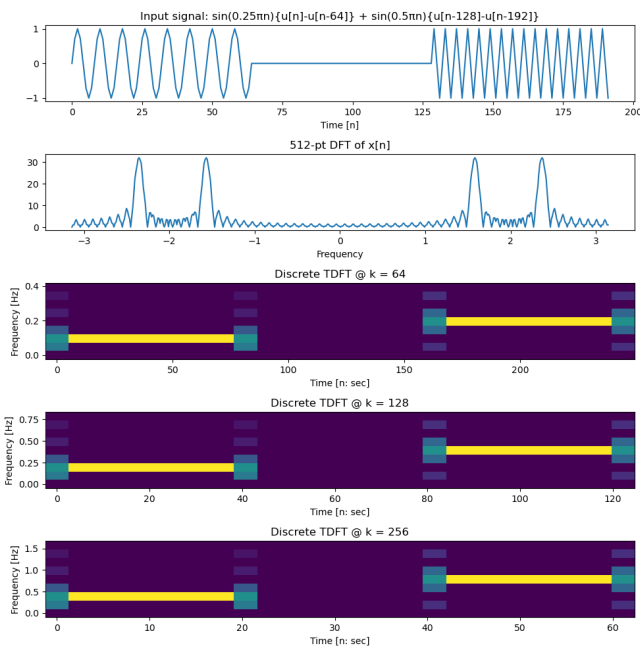 Input signal: sin(0.25πn){u[n]-u[n-64]} + sin(0.5πn){u[n-128]-u[n-192]}
1
0
−1
0 25 50 75 100 125 150 175 200
Time [n]
512-pt DFT of x[n]
30
20
10
0
−3 −2 −1 0 1 2 3
Frequency
Discrete TDFT @ k = 64
Frequency [Hz]
0.4
0.2
0.0
0 50 100 150 200
Time [n: sec]
Discrete TDFT @ k = 128
Frequency [Hz]
0.75
0.50
0.25
0.00
0 20 40 60 80 100 120
Time [n: sec]
Discrete TDFT @ k = 256
Frequency [Hz]
1.5
1.0
0.5
0.0
0 10 20 30 40 50 60
Time [n: sec]